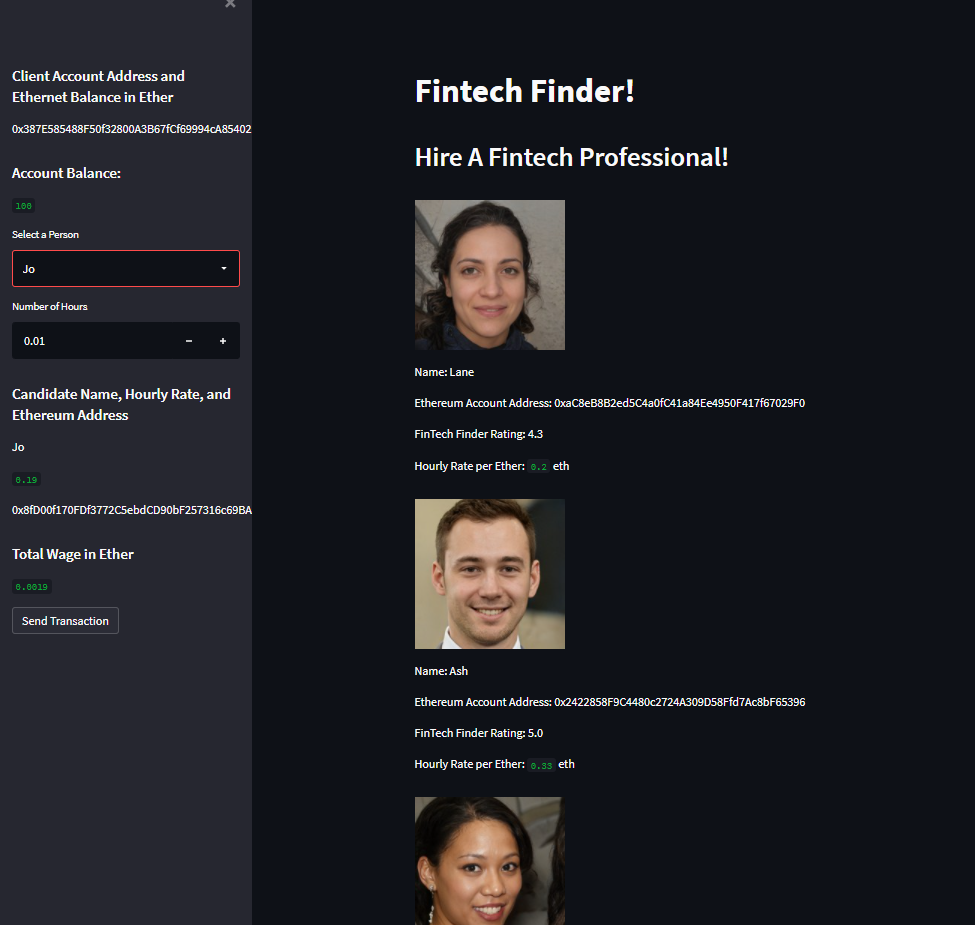 Client Account Address and
Ethernet Balance in Ether
0x387E585488F50f32800A3B67fCf69994cA85402
Account Balance:
100
Select a Person
Jo
Number of Hours
0.01
Candidate Name, Hourly Rate, and
Ethereum Address
Jo
0.19
0x8fD00f170FDf3772C5ebdCD90bF257316c69BA
Total Wage in Ether
0.0019
Send Transaction
Fintech Finder!
Hire A Fintech Professional!
Name: Lane
Ethereum Account Address: 0xaC8eB8B2ed5C4a0fC41a84Ee4950F417f67029F0
FinTech Finder Rating: 4.3
Hourly Rate per Ether: 0.2 eth
Name: Ash
Ethereum Account Address: 0x2422858F9C4480c2724A309D58Ffd7Ac8bF65396
FinTech Finder Rating: 5.0
Hourly Rate per Ether: 0.33 eth